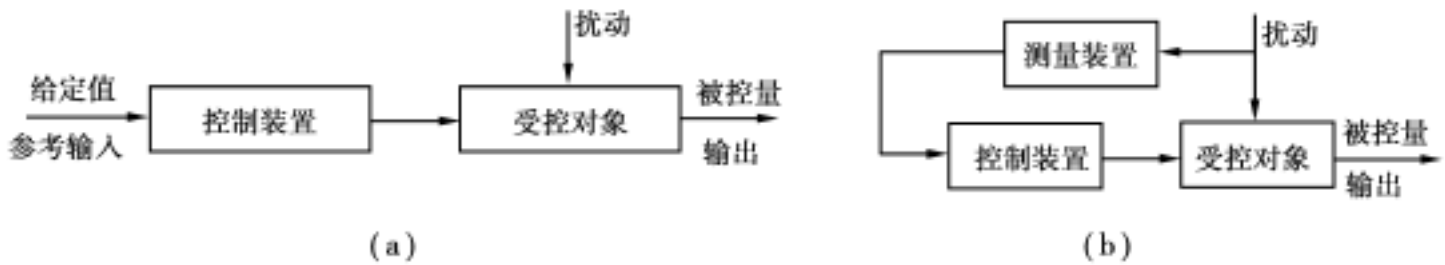 扰动
给定值
控制装置
受控对象
被控量
参考输入
输出
(a)
扰动
测量装置
控制装置
受控对象
被控量
输出
(b)